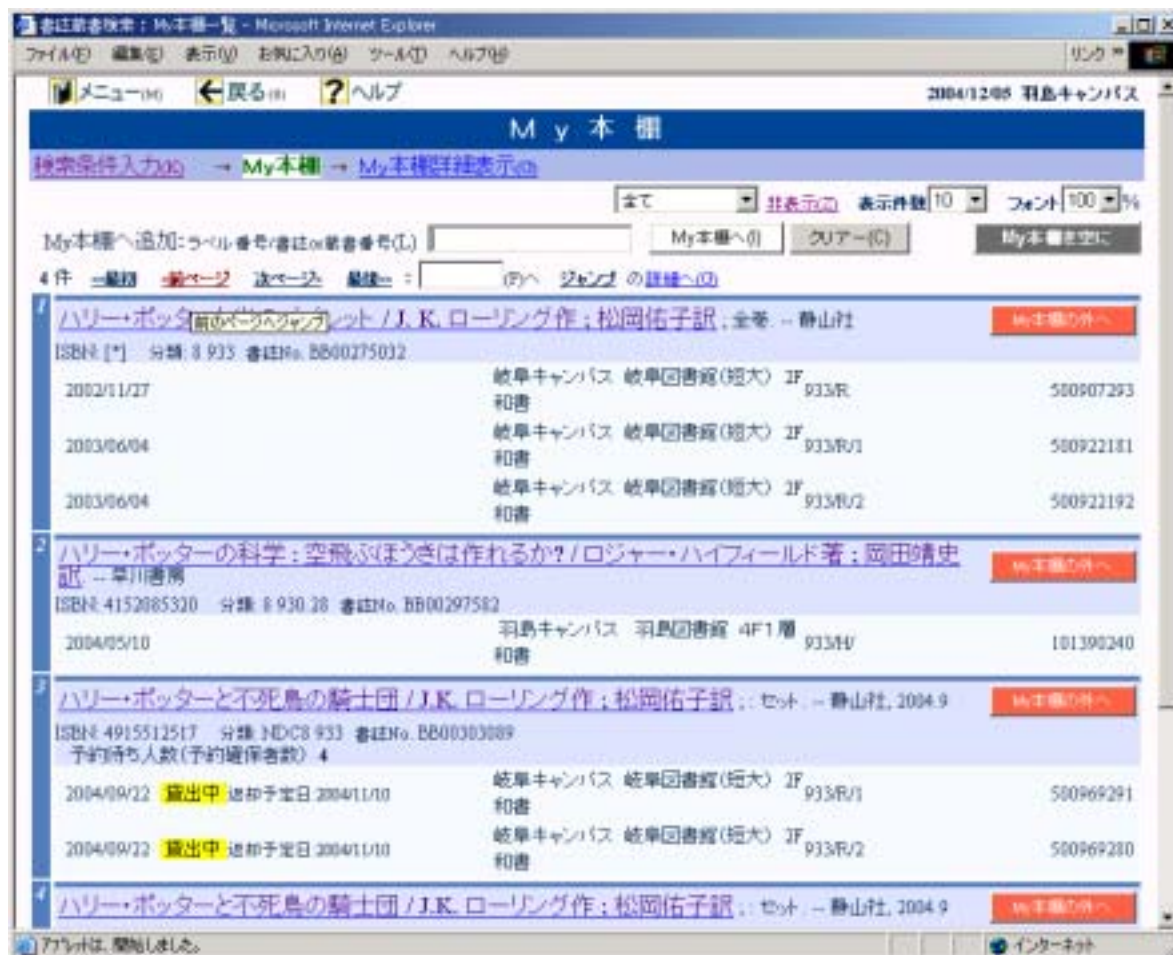 書誌蔵書検索：My本棚一覧 - Microsoft Internet Explorer
ファイル(F) 編集(E) 表示(V) お気に入り(A) ツール(T) ヘルプ(H) リンク »
メニュー(M) 戻る(B) ?ヘルプ 2004/12/05 羽島キャンパス
My本棚
検索条件入力(K) → My本棚 → My本棚詳細表示(O)
全て 非表示(Z) 表示件数 10 フォント 100 %
My本棚へ追加:ラベル番号/書誌or蔵書番号(L) My本棚へ(I) クリアー(C) My本棚を空に
4件 ←最初 ←前ページ 次ページ→ 最後→ : (P)へ ジャンプ の詳細へ(Q)
1 ハリー・ポッタ 前のページへジャンプ レット / J. K. ローリング作 ; 松岡佑子訳 ; 全巻. -- 静山社 My本棚の外へ
ISBN: [*] 分類: 8 933 書誌No. BB00275032
2002/11/27 岐阜キャンパス 岐阜図書館(短大) 2F 933/R 500907293
和書
2003/06/04 岐阜キャンパス 岐阜図書館(短大) 2F 933/R/1 500922181
和書
2003/06/04 岐阜キャンパス 岐阜図書館(短大) 2F 933/R/2 500922192
和書
2 ハリー・ポッターの科学 : 空飛ぶほうきは作れるか? / ロジャー・ハイフィールド著 ; 岡田靖史 My本棚の外へ
訳. -- 早川書房
ISBN: 4152085320 分類: 8 930.28 書誌No. BB00297582
2004/05/10 羽島キャンパス 羽島図書館 4F1層 933/H/ 101390240
和書
3 ハリー・ポッターと不死鳥の騎士団 / J.K. ローリング作 ; 松岡佑子訳 ; : セット. -- 静山社, 2004.9 My本棚の外へ
ISBN: 4915512517 分類: NDC8 933 書誌No. BB00303089
予約待ち人数(予約確保者数) 4
2004/09/22 貸出中 返却予定日 2004/11/10 岐阜キャンパス 岐阜図書館(短大) 2F 933/R/1 500969291
和書
2004/09/22 貸出中 返却予定日 2004/11/10 岐阜キャンパス 岐阜図書館(短大) 2F 933/R/2 500969280
和書
4 ハリー・ポッターと不死鳥の騎士団 / J.K. ローリング作 ; 松岡佑子訳 ; : セット. -- 静山社, 2004.9 My本棚の外へ
アプレットは、開始しました。 インターネット